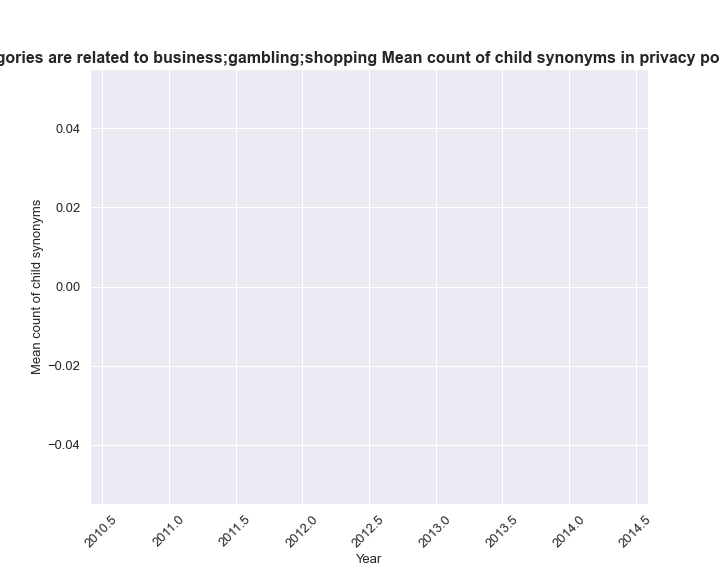 gories are related to business;gambling;shopping Mean count of child synonyms in privacy po
0.04
0.02
0.00
−0.02
−0.04
Mean count of child synonyms
2010.5 2011.0 2011.5 2012.0 2012.5 2013.0 2013.5 2014.0 2014.5
Year